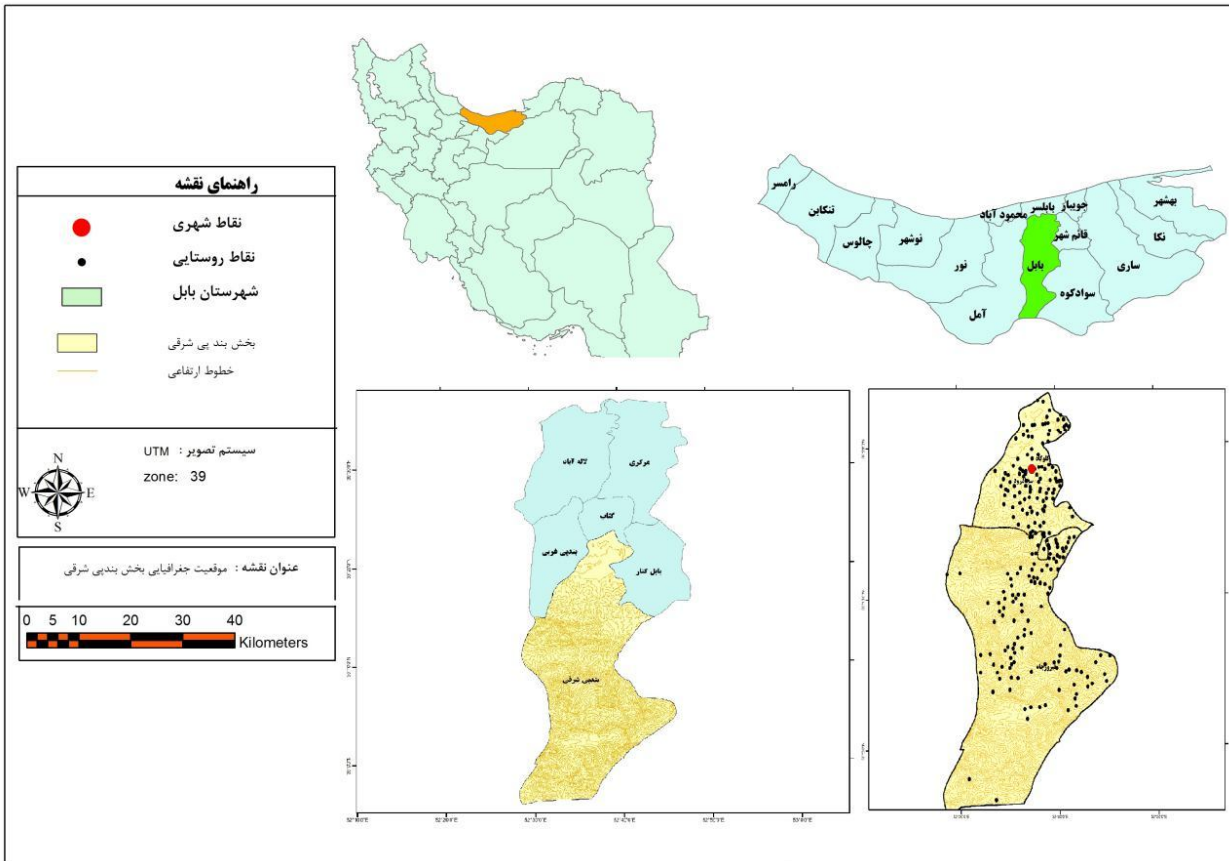 راهنمای نقشه
نقاط شهری
نقاط روستایی
شهرستان بابل
بخش بند پی شرقی
خطوط ارتفاعی
سیستم تصویر : UTM
zone: 39
N
W E
S
عنوان نقشه : موقعیت جغرافیایی بخش بندپی شرقی
0 5 10 20 30 40
Kilometers
رامسر
تنکابن
چالوس
نوشهر
نور
محمود آباد
آمل
بابلسر
بابل
جویبار
قائم شهر
سوادکوه
ساری
بهشهر
نکا
لاله آباد
مرکزی
گتاب
بندپی غربی
بابل کنار
بندپی شرقی